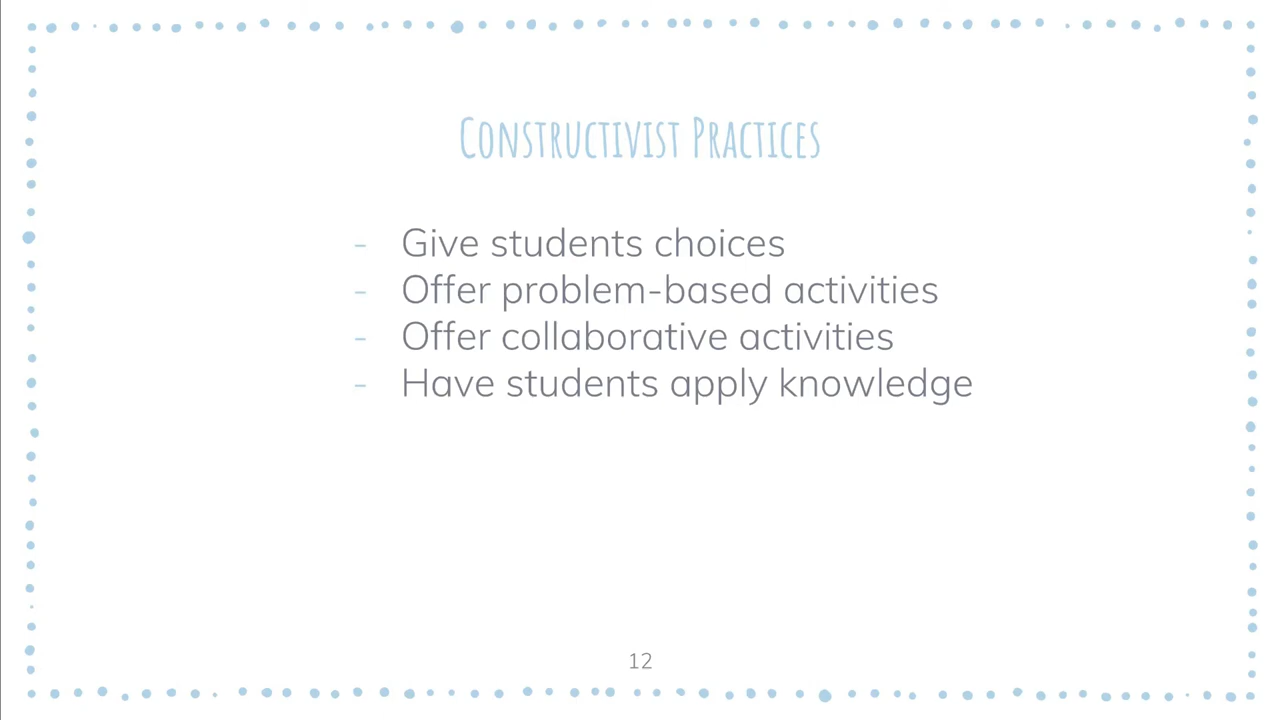 Constructivist Practices
- Give students choices
- Offer problem-based activities
- Offer collaborative activities
- Have students apply knowledge
12